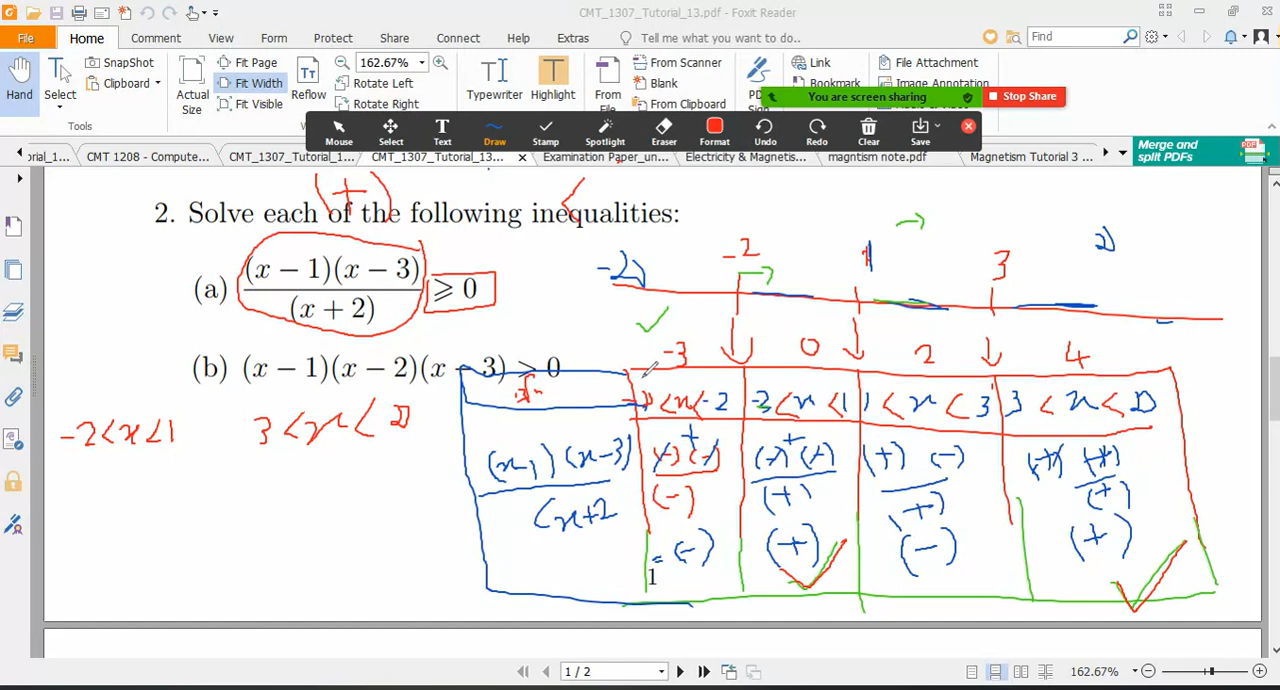 CMT_1307_Tutorial_13.pdf - Foxit Reader
File Home Comment View Form Protect Share Connect Help Extras Tell me what you want to do.. Find
SnapShot Fit Page 162.67% From Scanner Link File Attachment
Clipboard Fit Width Rotate Left Blank Bookmark Image Annotation
Hand Select Actual Size Fit Visible Reflow Rotate Right Typewriter Highlight From File From Clipboard
Tools
You are screen sharing Stop Share
Mouse Select Text Draw Stamp Spotlight Eraser Format Undo Redo Clear Save
orial_1... CMT 1208 - Compute... CMT_1307_Tutorial_1... CMT_1307_Tutorial_13... Examination Paper_un... Electricity & Magnetis... magntism note.pdf Magnetism Tutorial 3 ...
Merge and split PDFs
(+) <
2. Solve each of the following inequalities:
(a) (x − 1)(x − 3)
(x + 2)
⩾ 0
-2 1 3
-3 0 2 4
(b) (x − 1)(x − 2)(x − 3) > 0
<x<-2 -2<x<1 1<x<3 3<x<
-2<x<1 3<x<
(x-1) (x-3) (-) (-) (-) (-) (+) (-) (+) (+)
(x+2 (-) (+) (+) (+)
= (-) (+) (-) (+)
1
1 / 2 162.67%